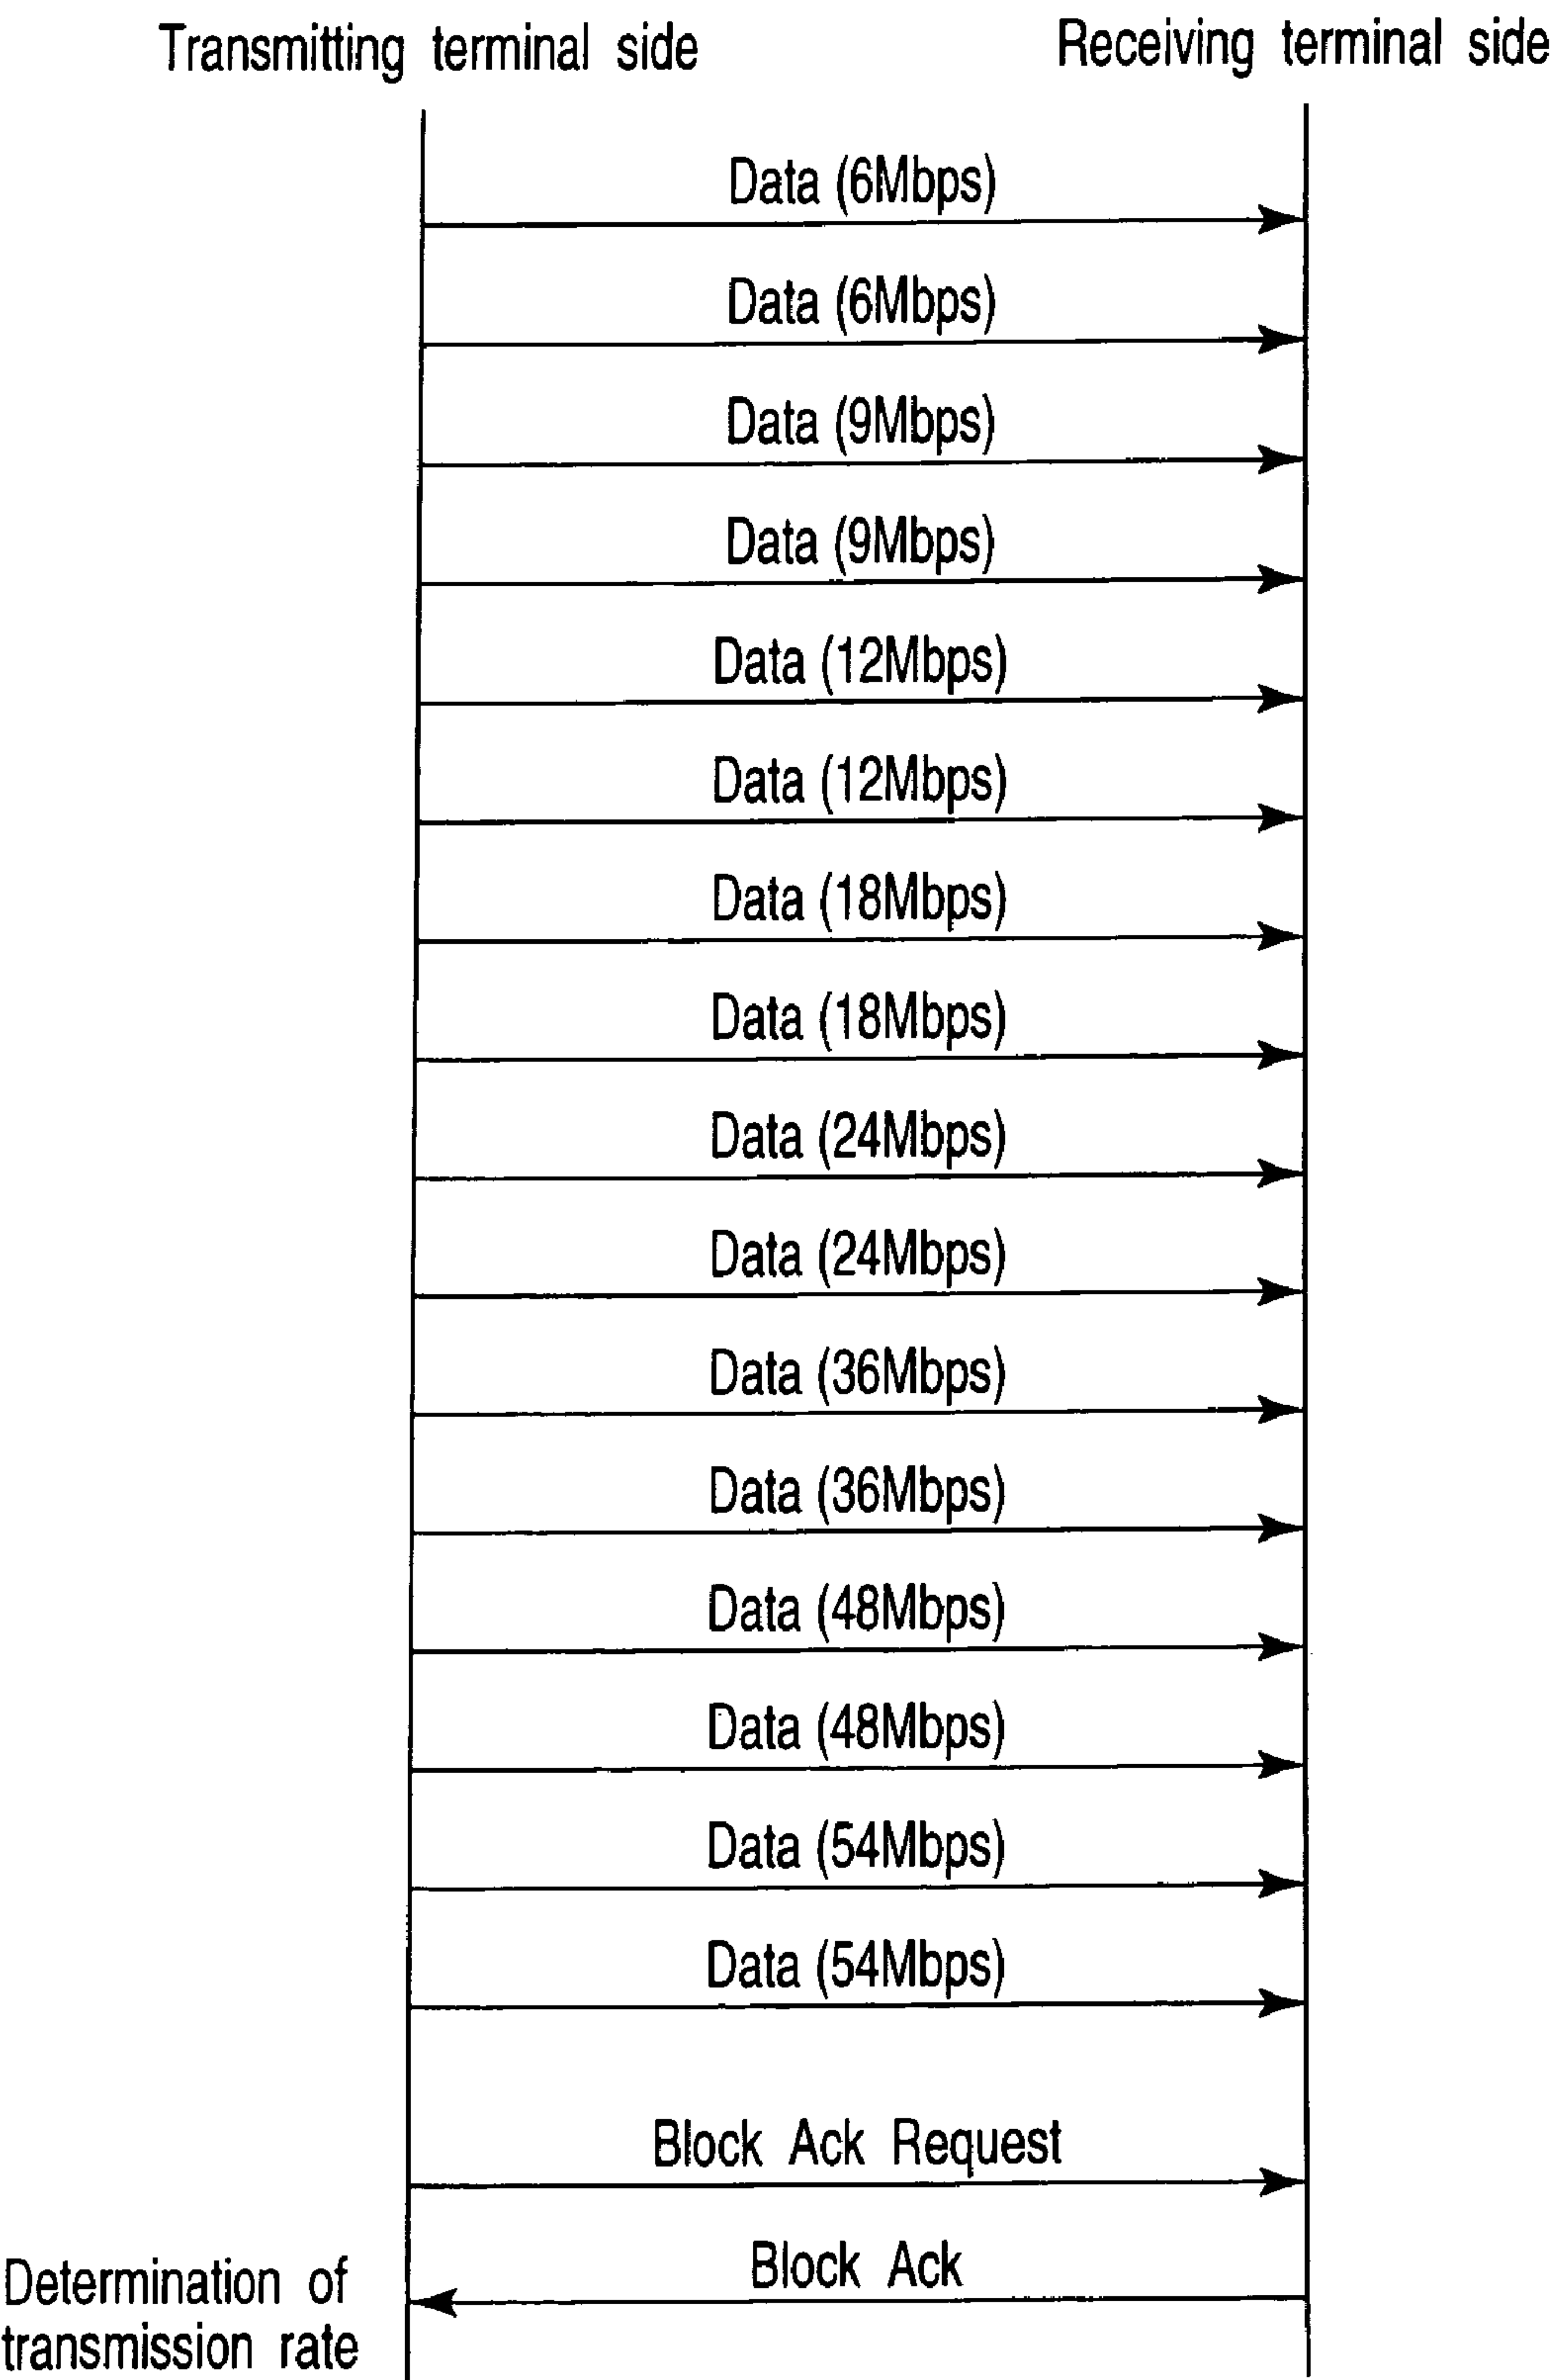 Transmitting terminal side
Receiving terminal side
Data (6Mbps)
Data (6Mbps)
Data (9Mbps)
Data (9Mbps)
Data (12Mbps)
Data (12Mbps)
Data (18Mbps)
Data (18Mbps)
Data (24Mbps)
Data (24Mbps)
Data (36Mbps)
Data (36Mbps)
Data (48Mbps)
Data (48Mbps)
Data (54Mbps)
Data (54Mbps)
Block Ack Request
Block Ack
Determination of
transmission rate